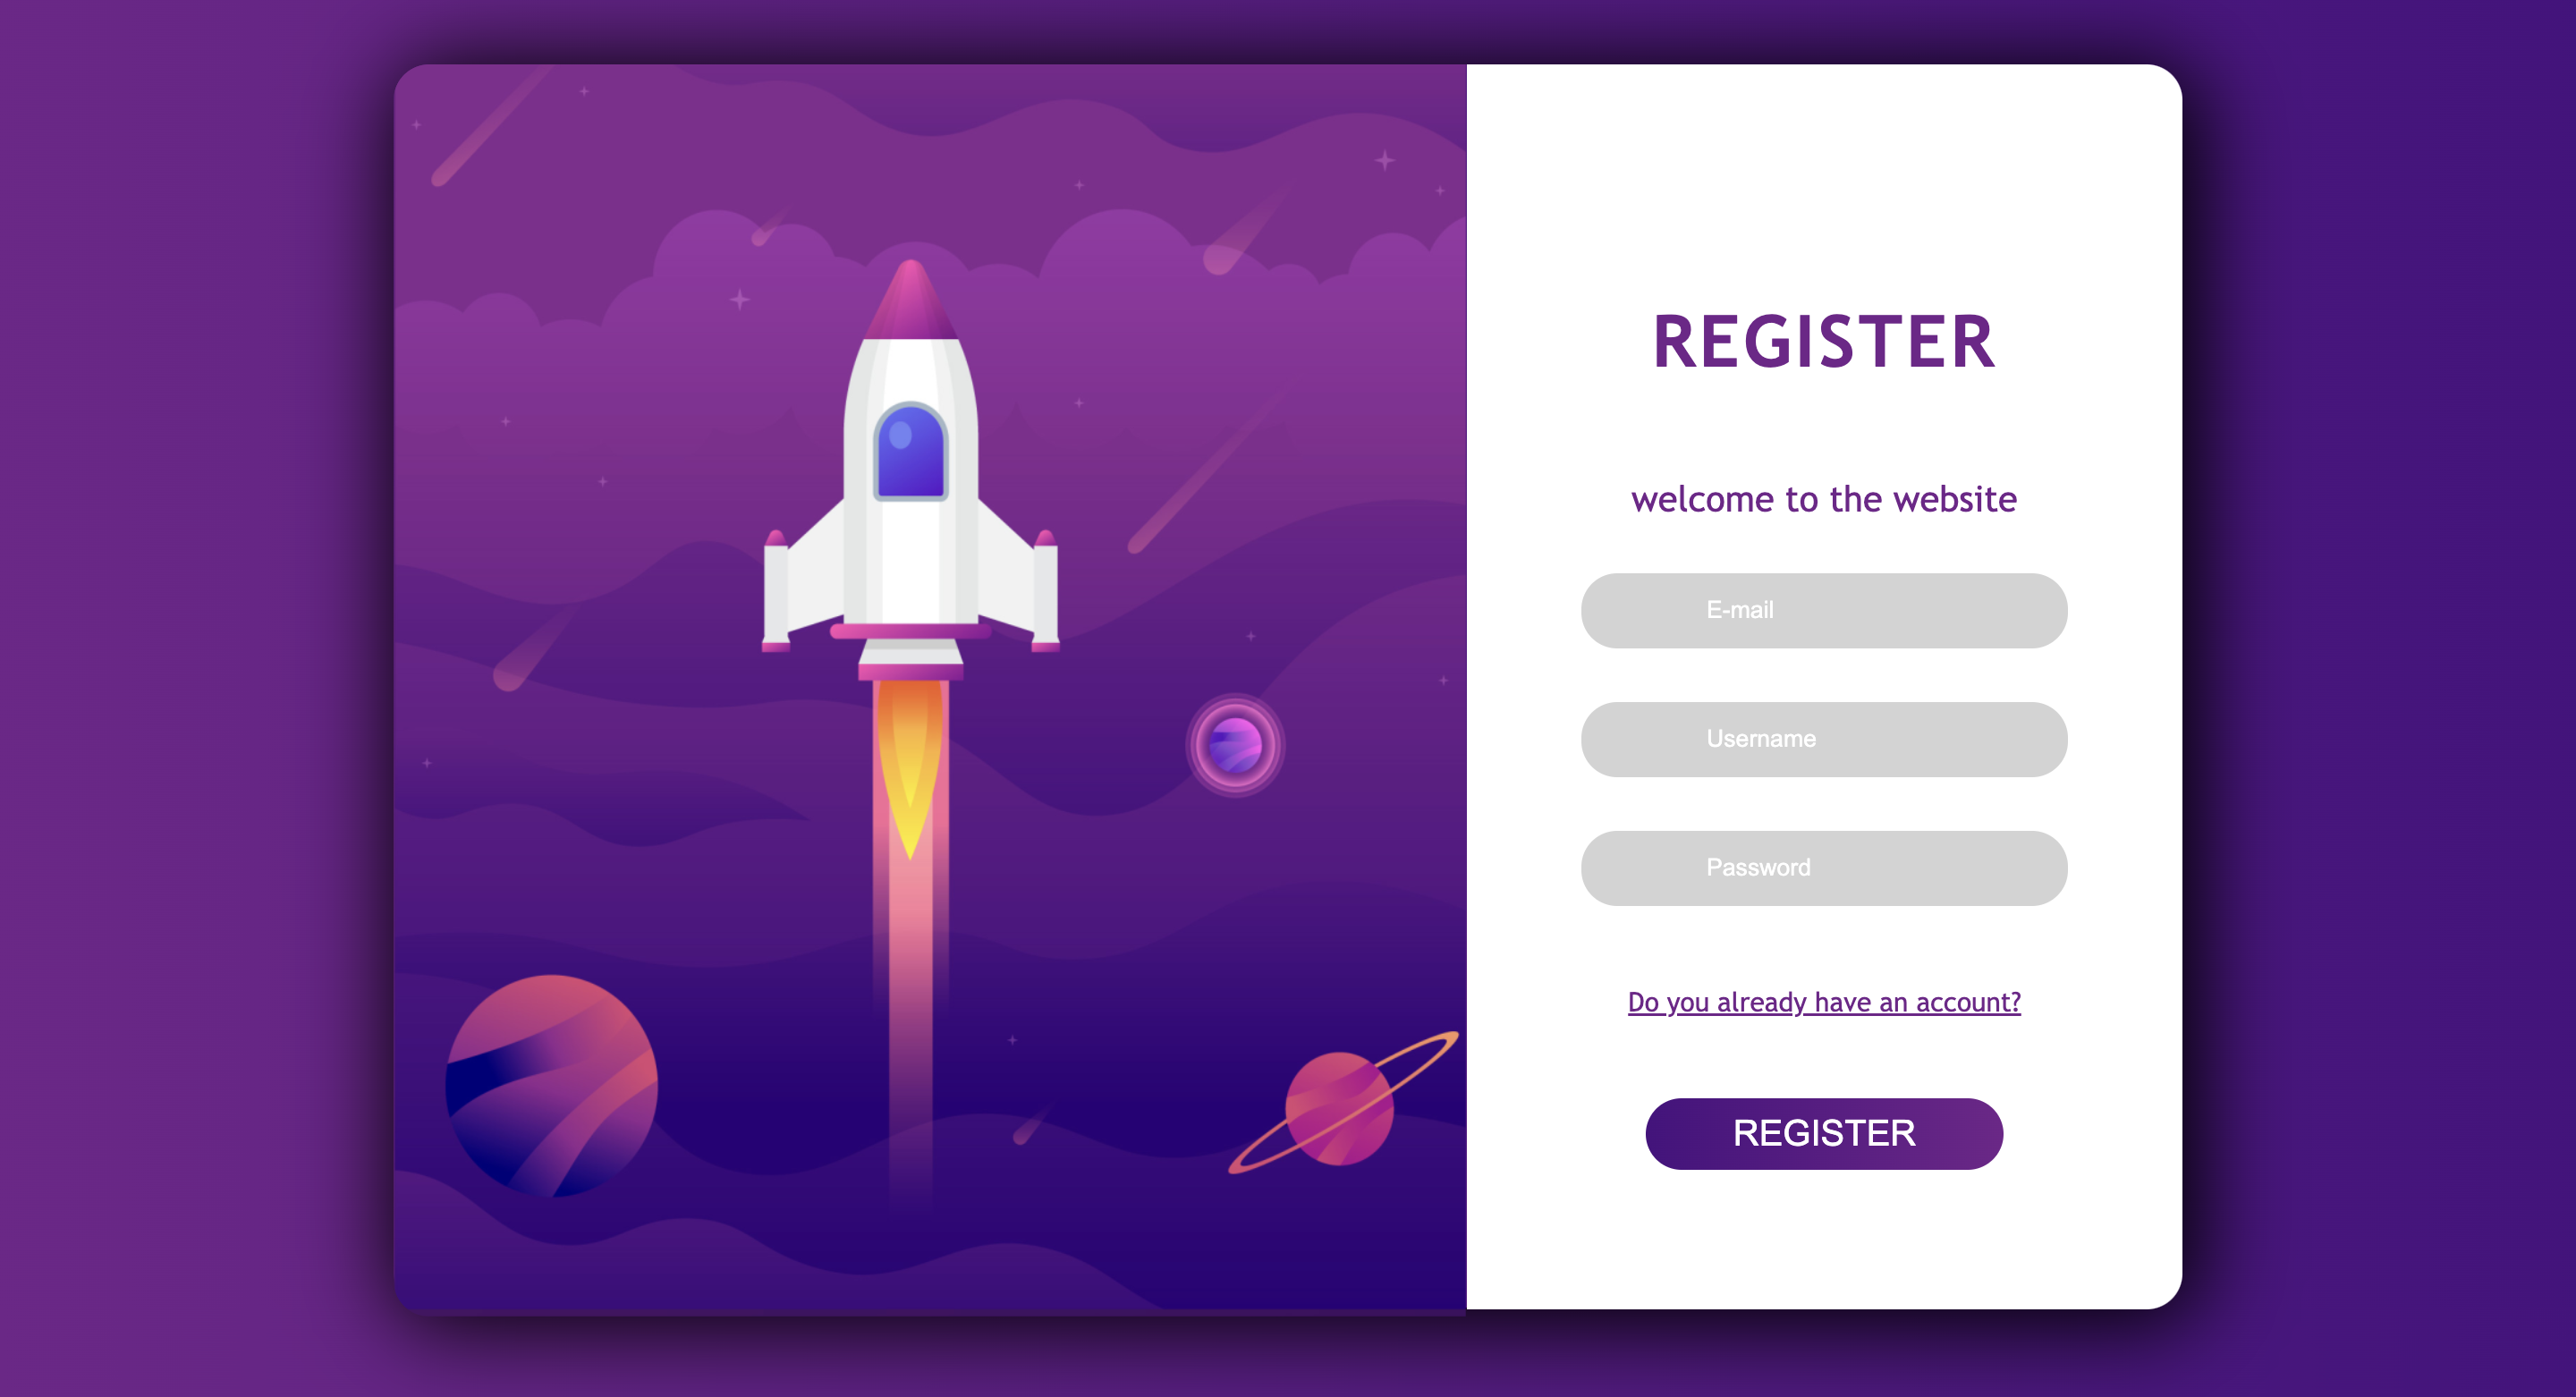 REGISTER
welcome to the website
E-mail
Username
Password
Do you already have an account?
REGISTER